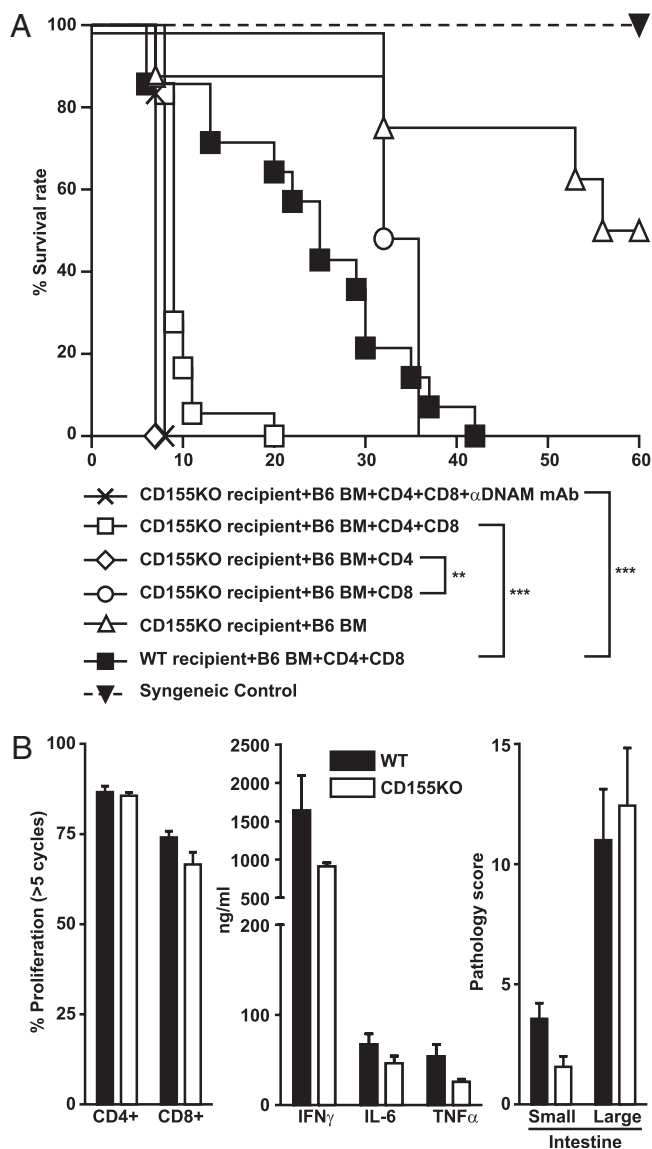 A
100
80
60
40
20
0
% Survival rate
0 10 20 30 40 50 60
CD155KO recipient+B6 BM+CD4+CD8+αDNAM mAb
CD155KO recipient+B6 BM+CD4+CD8
CD155KO recipient+B6 BM+CD4
CD155KO recipient+B6 BM+CD8
CD155KO recipient+B6 BM
WT recipient+B6 BM+CD4+CD8
Syngeneic Control
**
***
***
B
% Proliferation (>5 cycles)
100
75
50
25
0
CD4+ CD8+
ng/ml
2500
2000
1500
1000
500
200
100
0
WT
CD155KO
IFNγ IL-6 TNFα
Pathology score
15
10
5
0
Small Large
Intestine